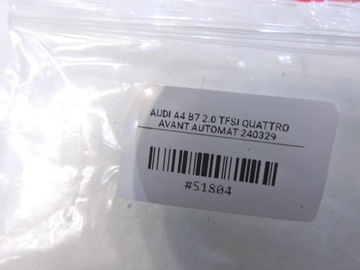 AUDI A4 B7 2.0 TFSI QUATTRO
AVANT AUTOMAT 240329
#51804